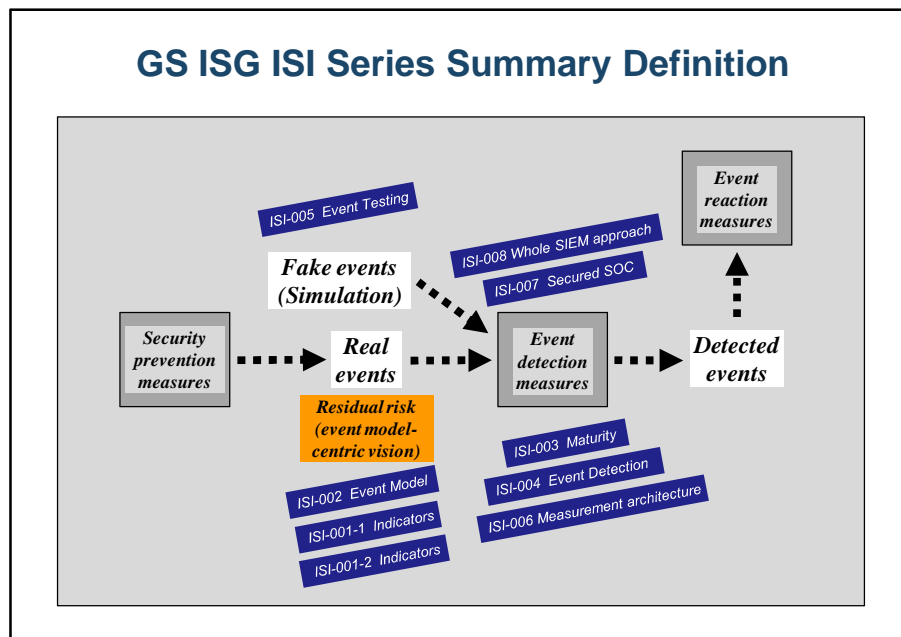 GS ISG ISI Series Summary Definition
Event
reaction
measures
ISI-005 Event Testing
ISI-008 Whole SIEM approach
ISI-007 Secured SOC
Fake events
(Simulation)
Security
prevention
measures
Real
events
Event
detection
measures
Detected
events
Residual risk
(event model-
centric vision)
ISI-003 Maturity
ISI-004 Event Detection
ISI-006 Measurement architecture
ISI-002 Event Model
ISI-001-1 Indicators
ISI-001-2 Indicators